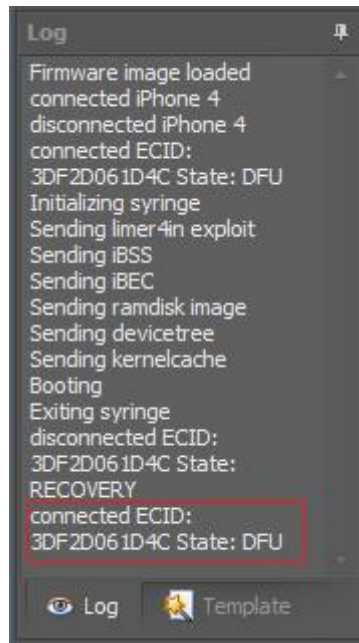 Log
Firmware image loaded
connected iPhone 4
disconnected iPhone 4
connected ECID:
3DF2D061D4C State: DFU
Initializing syringe
Sending limer4in exploit
Sending iBSS
Sending iBEC
Sending ramdisk image
Sending devicetree
Sending kernelcache
Booting
Exiting syringe
disconnected ECID:
3DF2D061D4C State:
RECOVERY
connected ECID:
3DF2D061D4C State: DFU
Log Template